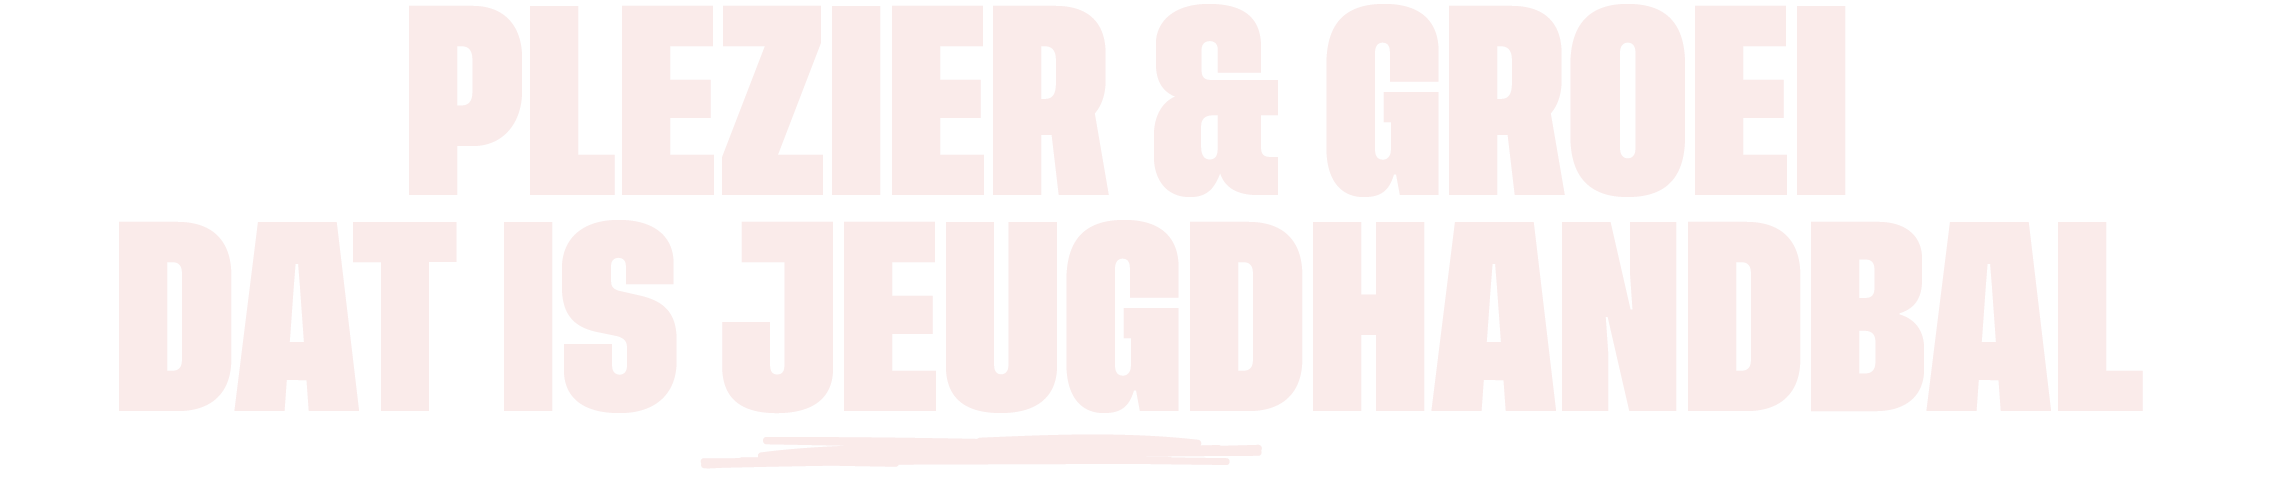 PLEZIER & GROEI
DAT IS JEUGDHANDBAL